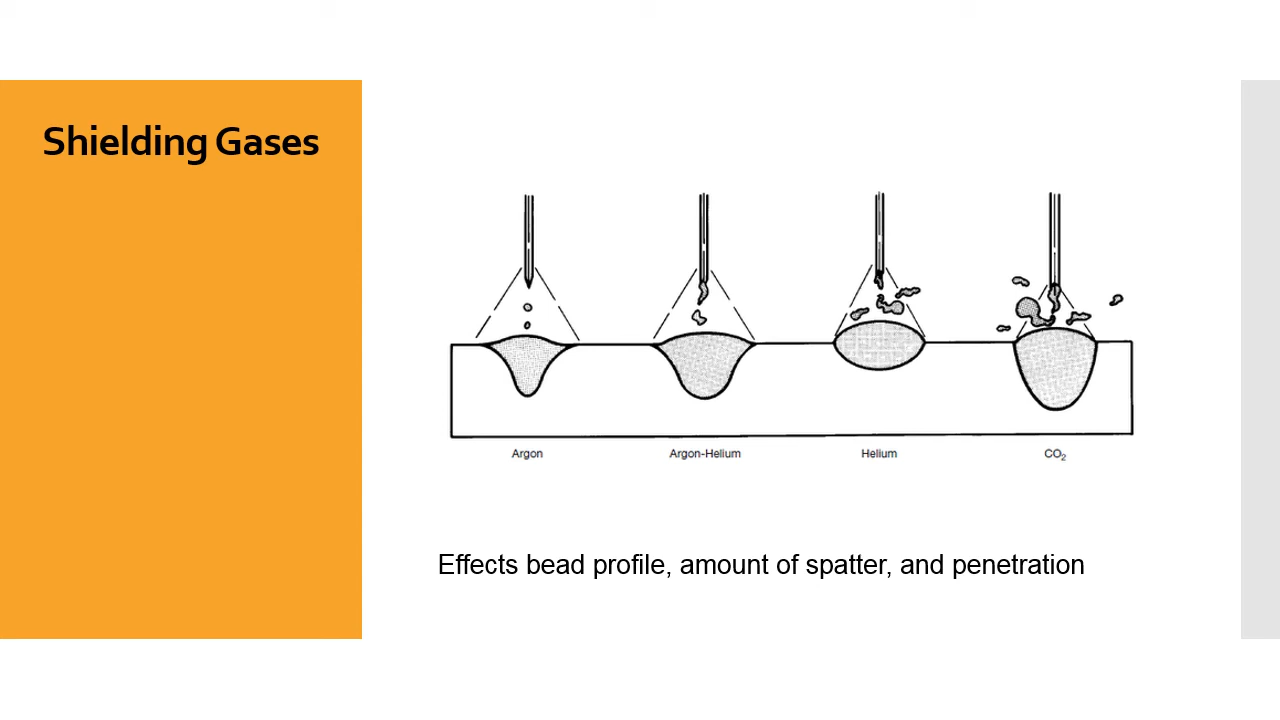 Shielding Gases
Argon
Argon-Helium
Helium
CO₂
Effects bead profile, amount of spatter, and penetration